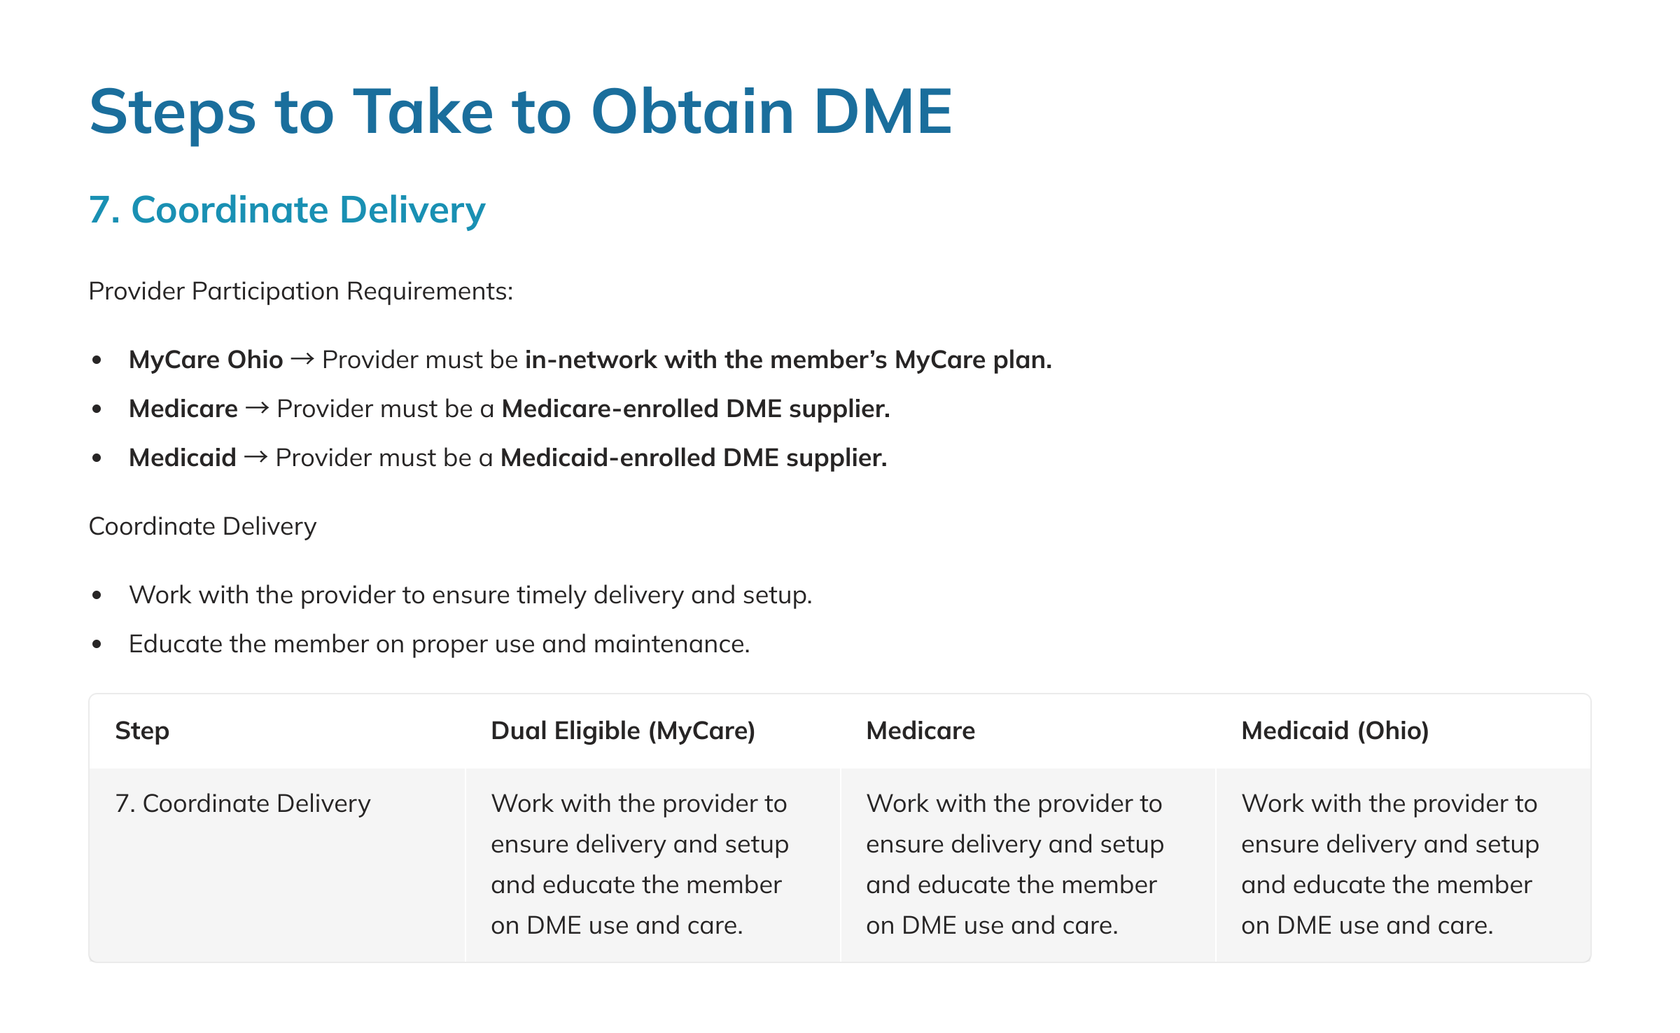 Steps to Take to Obtain DME
7. Coordinate Delivery
Provider Participation Requirements:
• MyCare Ohio → Provider must be in-network with the member’s MyCare plan.
• Medicare → Provider must be a Medicare-enrolled DME supplier.
• Medicaid → Provider must be a Medicaid-enrolled DME supplier.
Coordinate Delivery
• Work with the provider to ensure timely delivery and setup.
• Educate the member on proper use and maintenance.
Step
Dual Eligible (MyCare)
Medicare
Medicaid (Ohio)
7. Coordinate Delivery
Work with the provider to
ensure delivery and setup
and educate the member
on DME use and care.
Work with the provider to
ensure delivery and setup
and educate the member
on DME use and care.
Work with the provider to
ensure delivery and setup
and educate the member
on DME use and care.